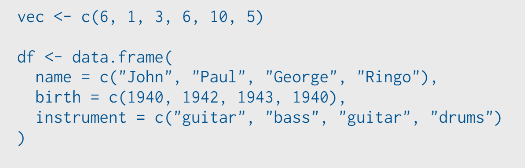 vec <- c(6, 1, 3, 6, 10, 5)
df <- data.frame(
  name = c("John", "Paul", "George", "Ringo"),
  birth = c(1940, 1942, 1943, 1940),
  instrument = c("guitar", "bass", "guitar", "drums")
)